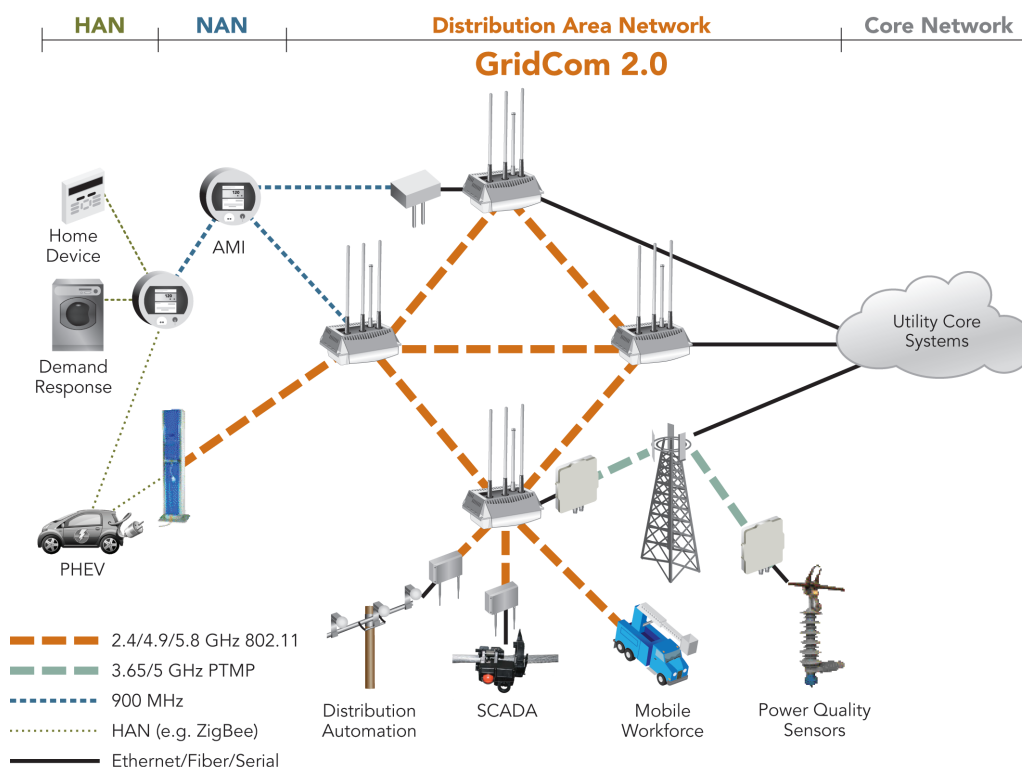 HAN
NAN
Distribution Area Network
Core Network
GridCom 2.0
Home
Device
AMI
Demand
Response
Utility Core
Systems
PHEV
2.4/4.9/5.8 GHz 802.11
3.65/5 GHz PTMP
900 MHz
HAN (e.g. ZigBee)
Ethernet/Fiber/Serial
Distribution
Automation
SCADA
Mobile
Workforce
Power Quality
Sensors